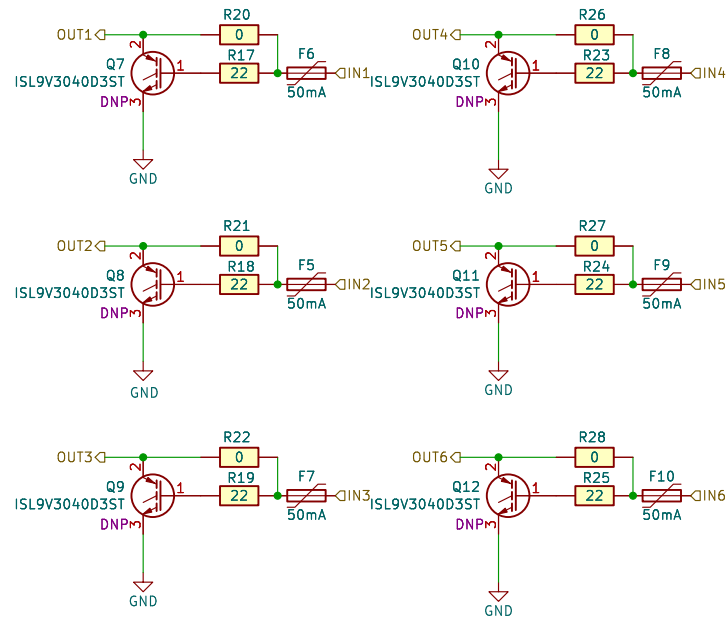 R20
R26
OUT1
0
OUT4
0
2
R17
F6
2
R23
F8
Q7
1
22
IN1
Q10
1
22
IN4
ISL9V3040D3ST
50mA
ISL9V3040D3ST
50mA
DNP
3
DNP
3
GND
GND
R21
R27
OUT2
0
OUT5
0
2
R18
F5
2
R24
F9
Q8
1
22
IN2
Q11
1
22
IN5
ISL9V3040D3ST
50mA
ISL9V3040D3ST
50mA
DNP
3
DNP
3
GND
GND
R22
R28
OUT3
0
OUT6
0
2
R19
F7
2
R25
F10
Q9
1
22
IN3
Q12
1
22
IN6
ISL9V3040D3ST
50mA
ISL9V3040D3ST
50mA
DNP
3
DNP
3
GND
GND